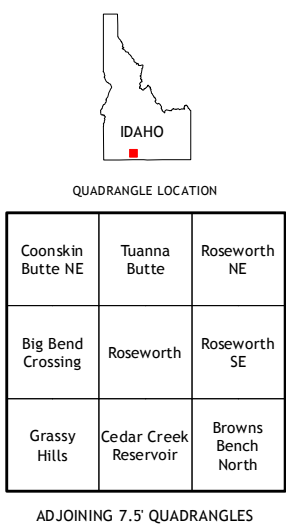 IDAHO
QUADRANGLE LOCATION
Coonskin
Butte NE
Tuanna
Butte
Roseworth
NE
Big Bend
Crossing
Roseworth
Roseworth
SE
Grassy
Hills
Cedar Creek
Reservoir
Browns
Bench
North
ADJOINING 7.5' QUADRANGLES